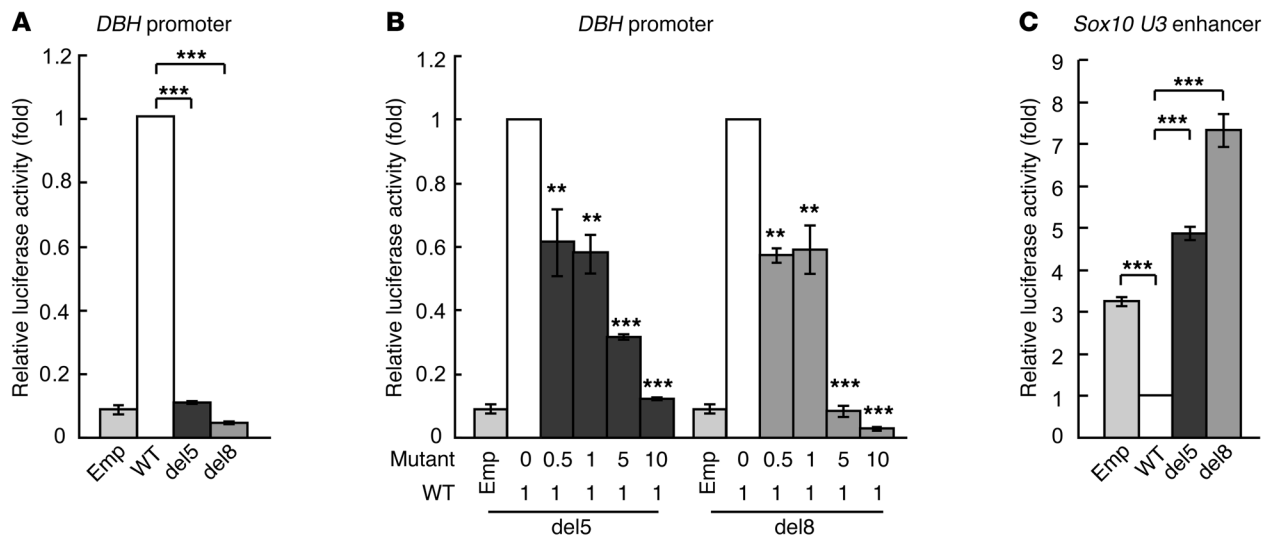 A
DBH promoter
Relative luciferase activity (fold)
1.2
1
0.8
0.6
0.4
0.2
0
***
***
Emp
WT
del5
del8
B
DBH promoter
Relative luciferase activity (fold)
1.2
1
0.8
0.6
0.4
0.2
0
**
**
***
***
**
**
***
***
Mutant Emp 0 0.5 1 5 10 Emp 0 0.5 1 5 10
WT 1 1 1 1 1 1 1 1 1 1
del5
del8
C
Sox10 U3 enhancer
Relative luciferase activity (fold)
9
8
7
6
5
4
3
2
1
0
***
***
***
Emp
WT
del5
del8